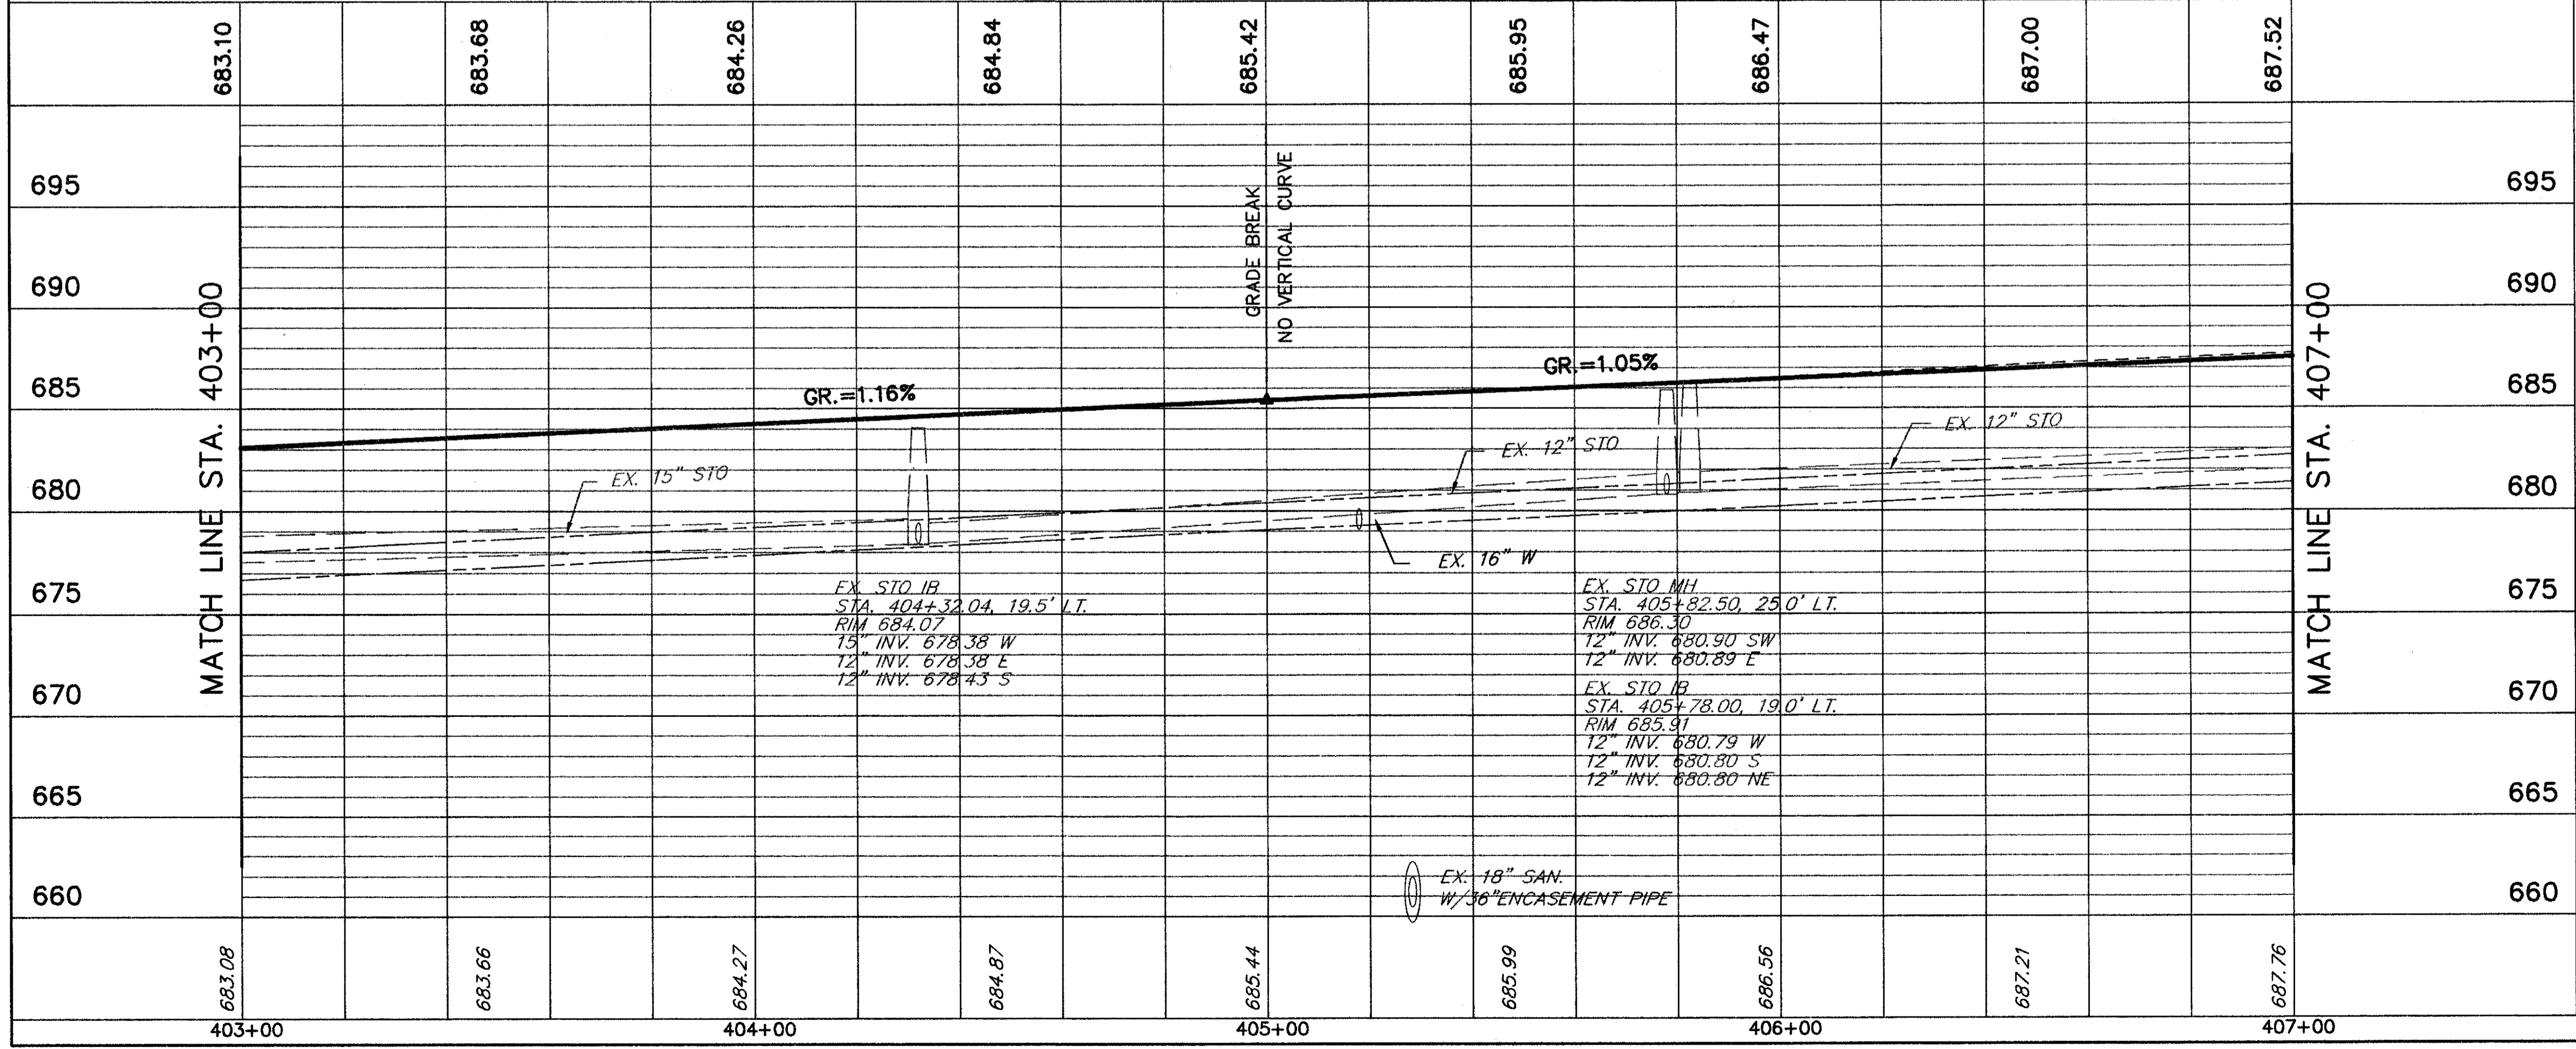 683.10
683.68
684.26
684.84
685.42
685.95
686.47
687.00
687.52
695
690
685
680
675
670
665
660
MATCH LINE STA. 403+00
GRADE BREAK
NO VERTICAL CURVE
GR.=1.16%
GR.=1.05%
EX. 15" STO
EX. 12" STO
EX. 12" STO
EX. 16" W
EX. STO IB
STA. 404+32.04, 19.5' LT.
RIM 684.07
15" INV. 678.38 W
12" INV. 678.38 E
12" INV. 678.43 S
EX. STO MH
STA. 405+82.50, 25.0' LT.
RIM 686.30
12" INV. 680.90 SW
12" INV. 680.89 E
EX. STO IB
STA. 405+78.00, 19.0' LT.
RIM 685.91
12" INV. 680.79 W
12" INV. 680.80 S
12" INV. 680.80 NE
EX. 18" SAN.
W/36"ENCASEMENT PIPE
MATCH LINE STA. 407+00
695
690
685
680
675
670
665
660
683.08
683.66
684.27
684.87
685.44
685.99
686.56
687.21
687.76
403+00
404+00
405+00
406+00
407+00